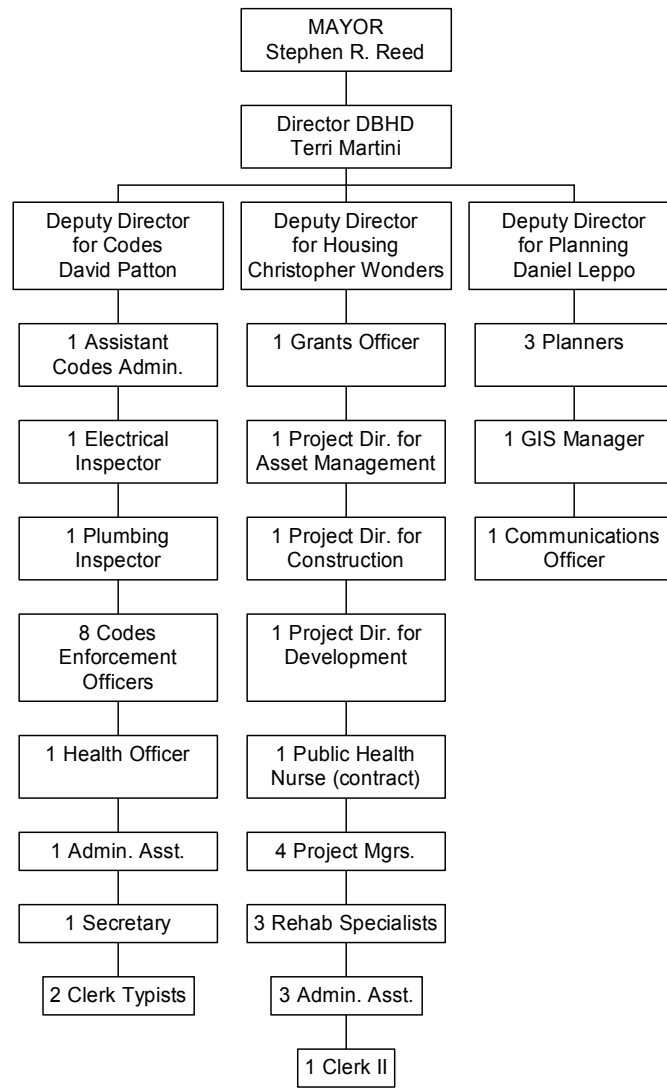 MAYOR
Stephen R. Reed
Director DBHD
Terri Martini
Deputy Director
for Codes
David Patton
Deputy Director
for Housing
Christopher Wonders
Deputy Director
for Planning
Daniel Leppo
1 Assistant
Codes Admin.
1 Grants Officer
3 Planners
1 Electrical
Inspector
1 Project Dir. for
Asset Management
1 GIS Manager
1 Plumbing
Inspector
1 Project Dir. for
Construction
1 Communications
Officer
8 Codes
Enforcement
Officers
1 Project Dir. for
Development
1 Health Officer
1 Public Health
Nurse (contract)
1 Admin. Asst.
4 Project Mgrs.
1 Secretary
3 Rehab Specialists
2 Clerk Typists
3 Admin. Asst.
1 Clerk II